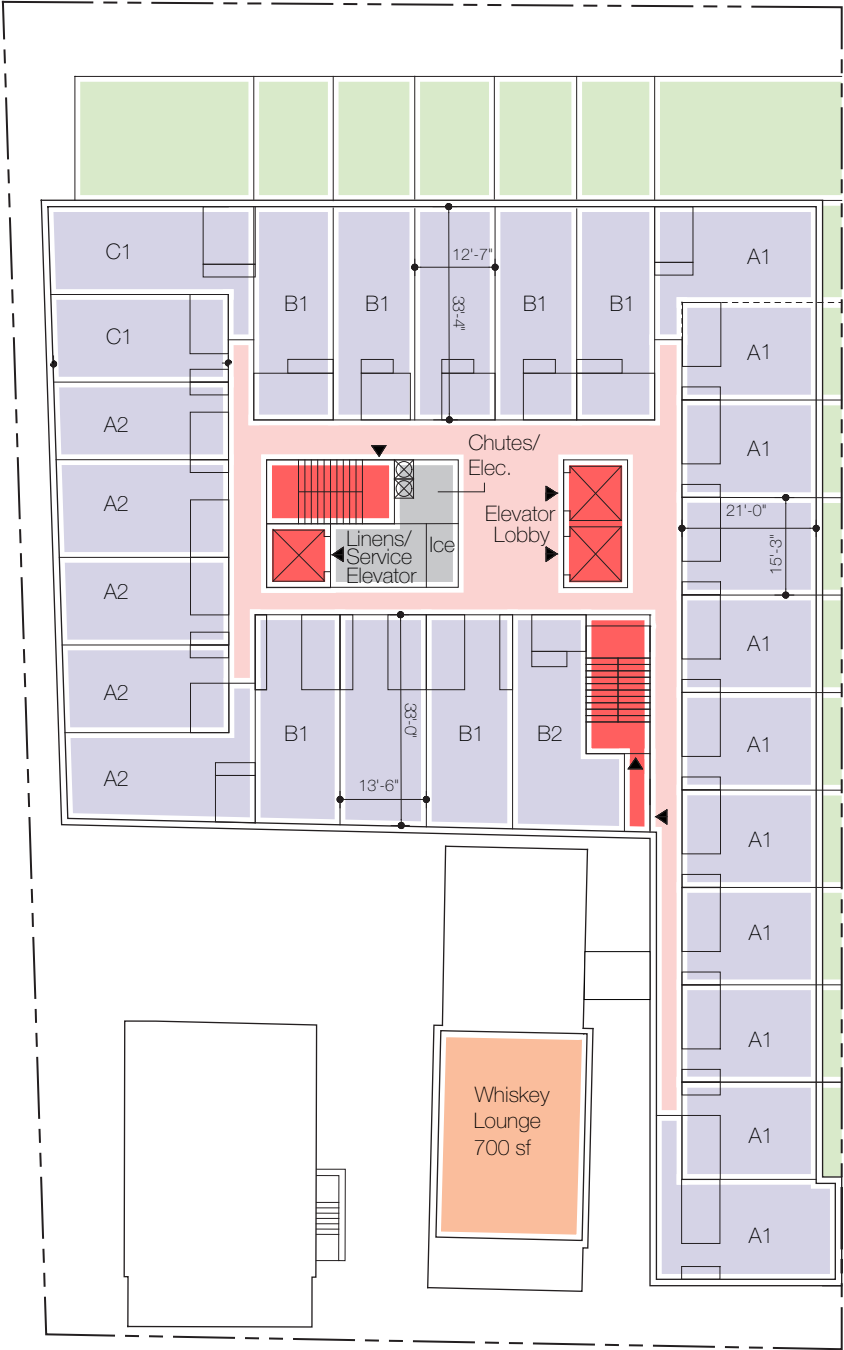 C1
A1
12'-7"
B1
B1
B1
B1
33'-4"
C1
A1
A2
Chutes/
Elec.
A1
A2
Elevator
Lobby
21'-0"
15'-3"
Linens/
Service
Elevator
Ice
A2
A1
A2
B1
33'-0"
B1
B2
A1
A2
13'-6"
A1
A1
A1
Whiskey
Lounge
700 sf
A1
A1